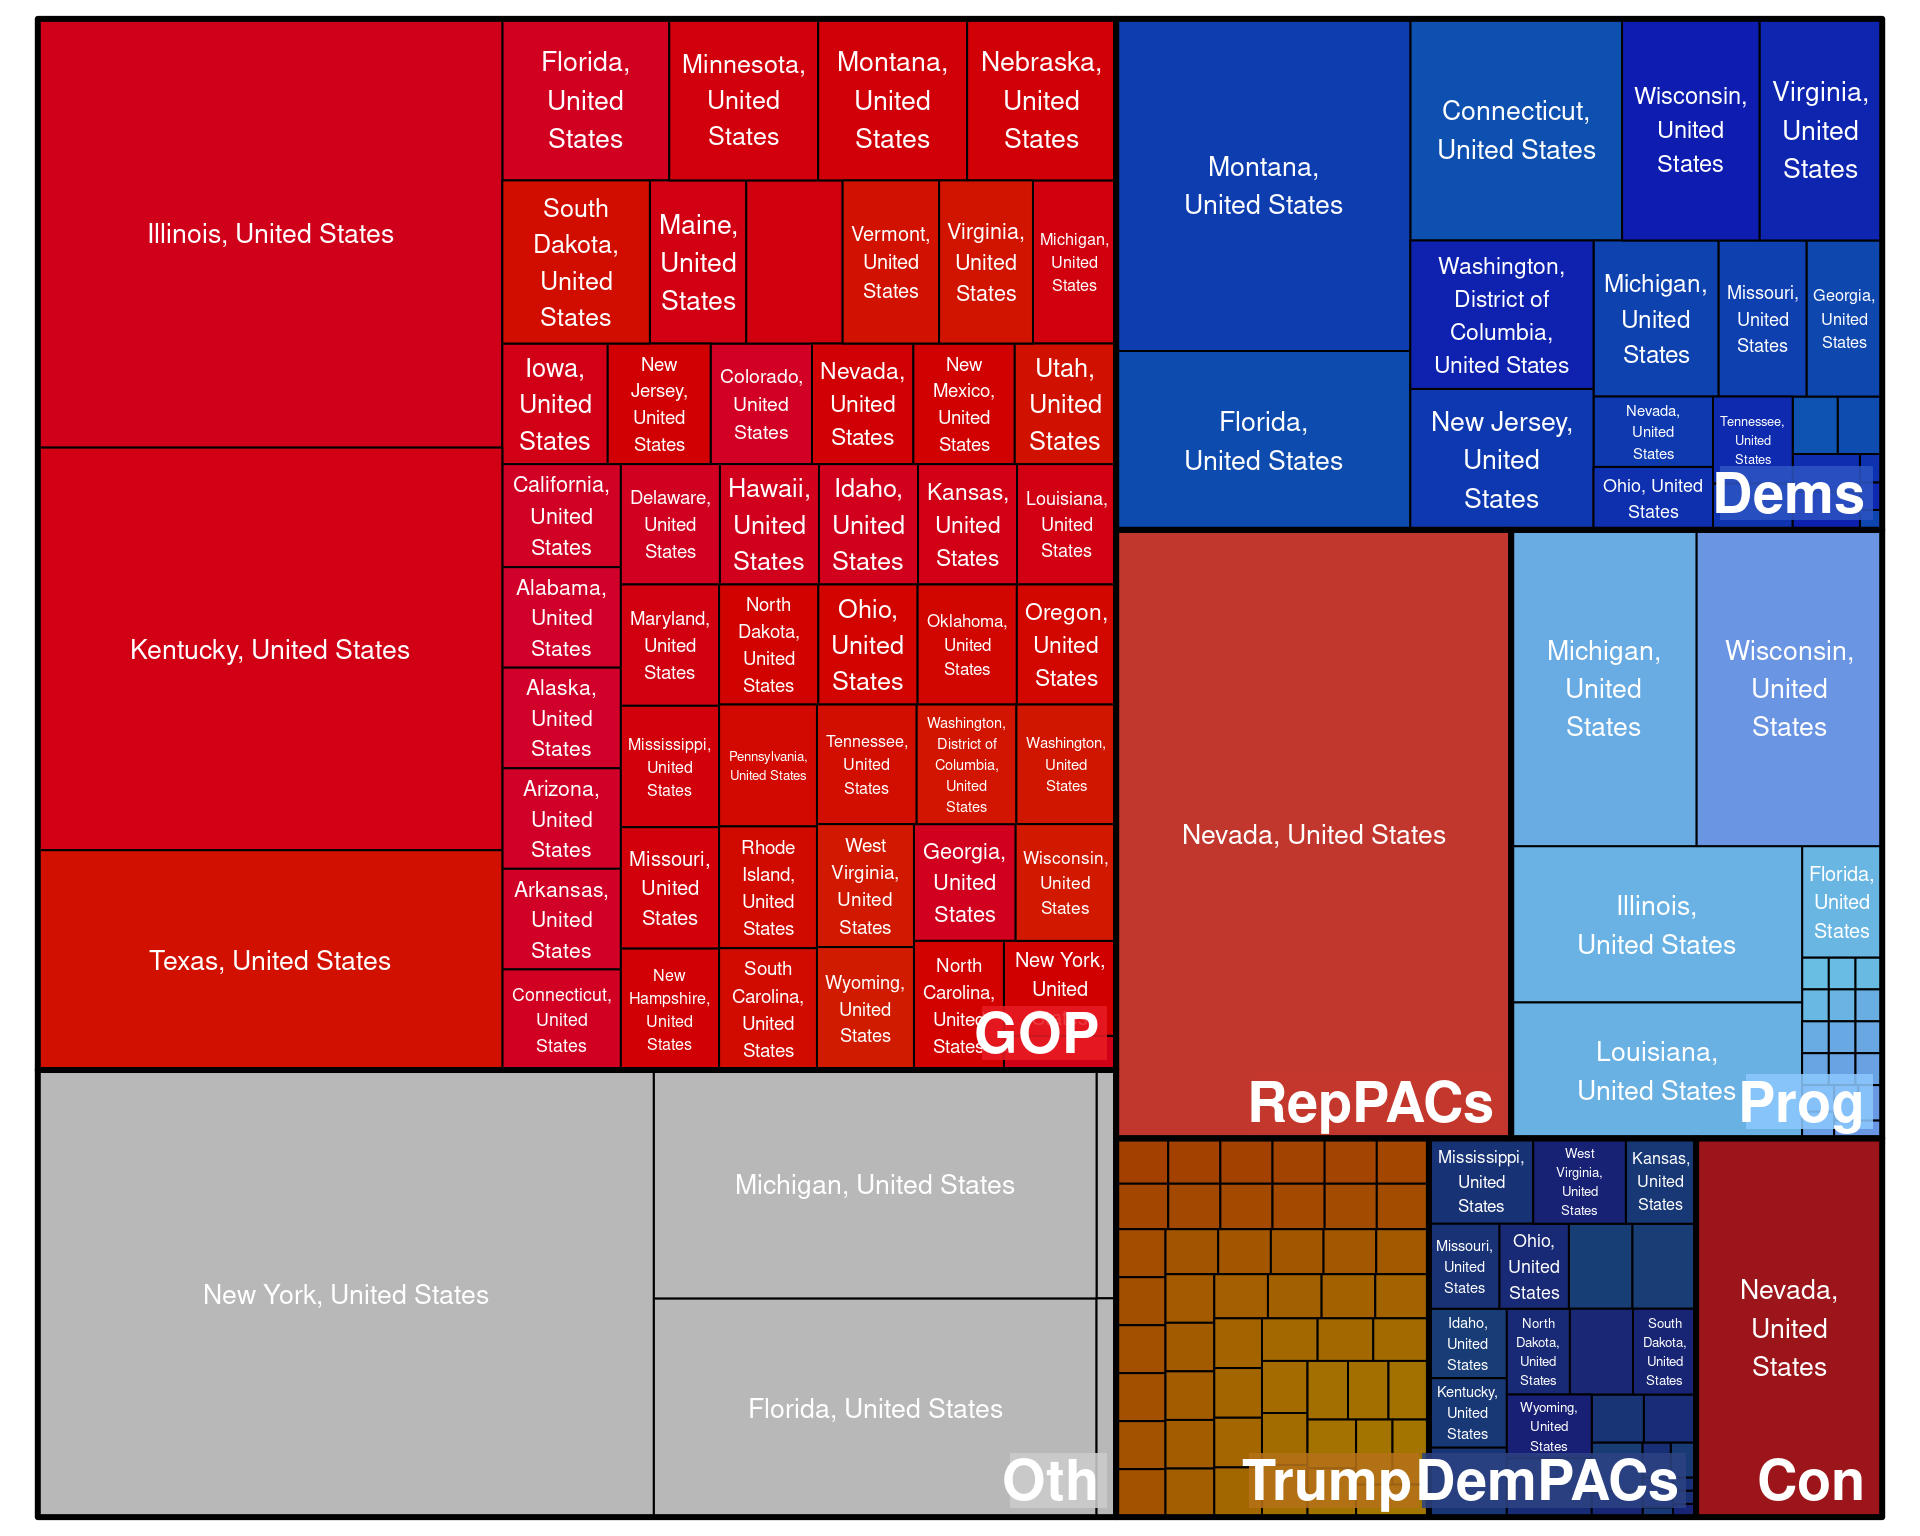 Illinois, United States
Kentucky, United States
Texas, United States
Florida,
United
States
Minnesota,
United
States
Montana,
United
States
Nebraska,
United
States
South
Dakota,
United
States
Maine,
United
States
Vermont,
United
States
Virginia,
United
States
Michigan,
United
States
Iowa,
United
States
New
Jersey,
United
States
Colorado,
United
States
Nevada,
United
States
New
Mexico,
United
States
Utah,
United
States
California,
United
States
Alabama,
United
States
Alaska,
United
States
Arizona,
United
States
Arkansas,
United
States
Connecticut,
United
States
Delaware,
United
States
Hawaii,
United
States
Idaho,
United
States
Kansas,
United
States
Louisiana,
United
States
Maryland,
United
States
North
Dakota,
United
States
Ohio,
United
States
Oklahoma,
United
States
Oregon,
United
States
Mississippi,
United
States
Pennsylvania,
United States
Tennessee,
United
States
Washington,
District of
Columbia,
United
States
Washington,
United
States
Missouri,
United
States
Rhode
Island,
United
States
West
Virginia,
United
States
Georgia,
United
States
Wisconsin,
United
States
New
Hampshire,
United
States
South
Carolina,
United
States
Wyoming,
United
States
North
Carolina,
United
States
New York,
United
GOP
Montana,
United States
Florida,
United States
Connecticut,
United States
Wisconsin,
United
States
Virginia,
United
States
Washington,
District of
Columbia,
United States
New Jersey,
United
States
Michigan,
United
States
Missouri,
United
States
Georgia,
United
States
Nevada,
United
States
Ohio, United
States
Tennessee,
United
States
Dems
Nevada, United States
RepPACs
Michigan,
United
States
Wisconsin,
United
States
Illinois,
United States
Florida,
United
States
Louisiana,
United States
Prog
New York, United States
Michigan, United States
Florida, United States
Oth
Trump
Mississippi,
United
States
West
Virginia,
United
States
Kansas,
United
States
Missouri,
United
States
Ohio,
United
States
Idaho,
United
States
North
Dakota,
United
States
South
Dakota,
United
States
Kentucky,
United
States
Wyoming,
United
States
DemPACs
Nevada,
United
States
Con